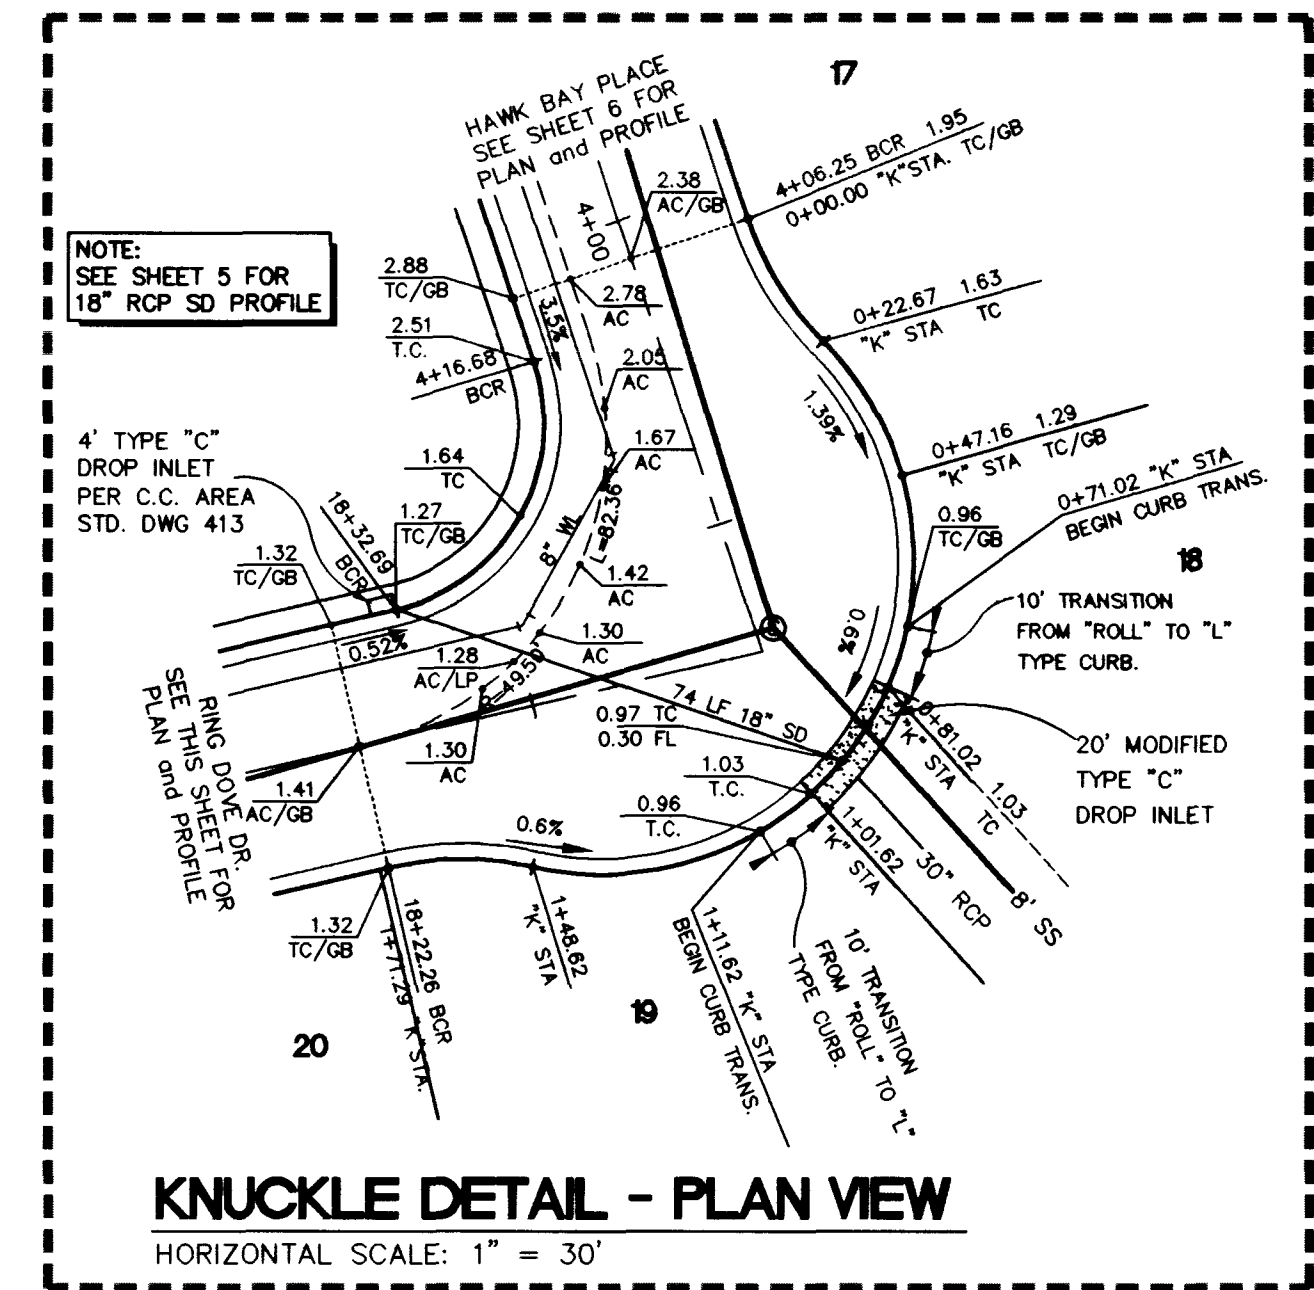 17
HAWK BAY PLACE
SEE SHEET 6 FOR
PLAN and PROFILE
4+06.25 BCR 1.95
0+00.00 "K"STA. TC/GB
2.38
AC/GB
4+00
NOTE:
SEE SHEET 5 FOR
18" RCP SD PROFILE
2.88
TC/GB
3.5%
2.78
AC
0+22.67 1.63
"K" STA TC
2.51
T.C.
4+16.68
BCR
2.05
AC
1.39%
4' TYPE "C"
DROP INLET
PER C.C. AREA
STD. DWG 413
1.67
AC
0+47.16 1.29
"K" STA TC/GB
1.64
TC
0+71.02 "K" STA
BEGIN CURB TRANS.
18+32.69
BCR
1.27
TC/GB
8" WL
L=82.36'
0.96
TC/GB
18
1.32
TC/GB
1.42
AC
10' TRANSITION
FROM "ROLL" TO "L"
TYPE CURB.
0.52%
1.30
AC
0.6%
1.28
AC/LP
R=49.50'
74 LF 18" SD
0.97 TC
0.30 FL
0+81.02 1.03
"K" STA TC
RING DOVE DR.
SEE THIS SHEET FOR
PLAN and PROFILE
20' MODIFIED
TYPE "C"
DROP INLET
1.30
AC
1.03
T.C.
1.41
AC/GB
0.96
T.C.
0.6%
1+01.62
"K" STA
30" RCP
8' SS
1.32
TC/GB
18+22.26 BCR
1+71.29 "K" STA.
1+48.62
"K" STA
1+11.62 "K" STA
BEGIN CURB TRANS.
10' TRANSITION
FROM "ROLL" TO "L"
TYPE CURB.
19
20
KNUCKLE DETAIL - PLAN VIEW
HORIZONTAL SCALE: 1" = 30'